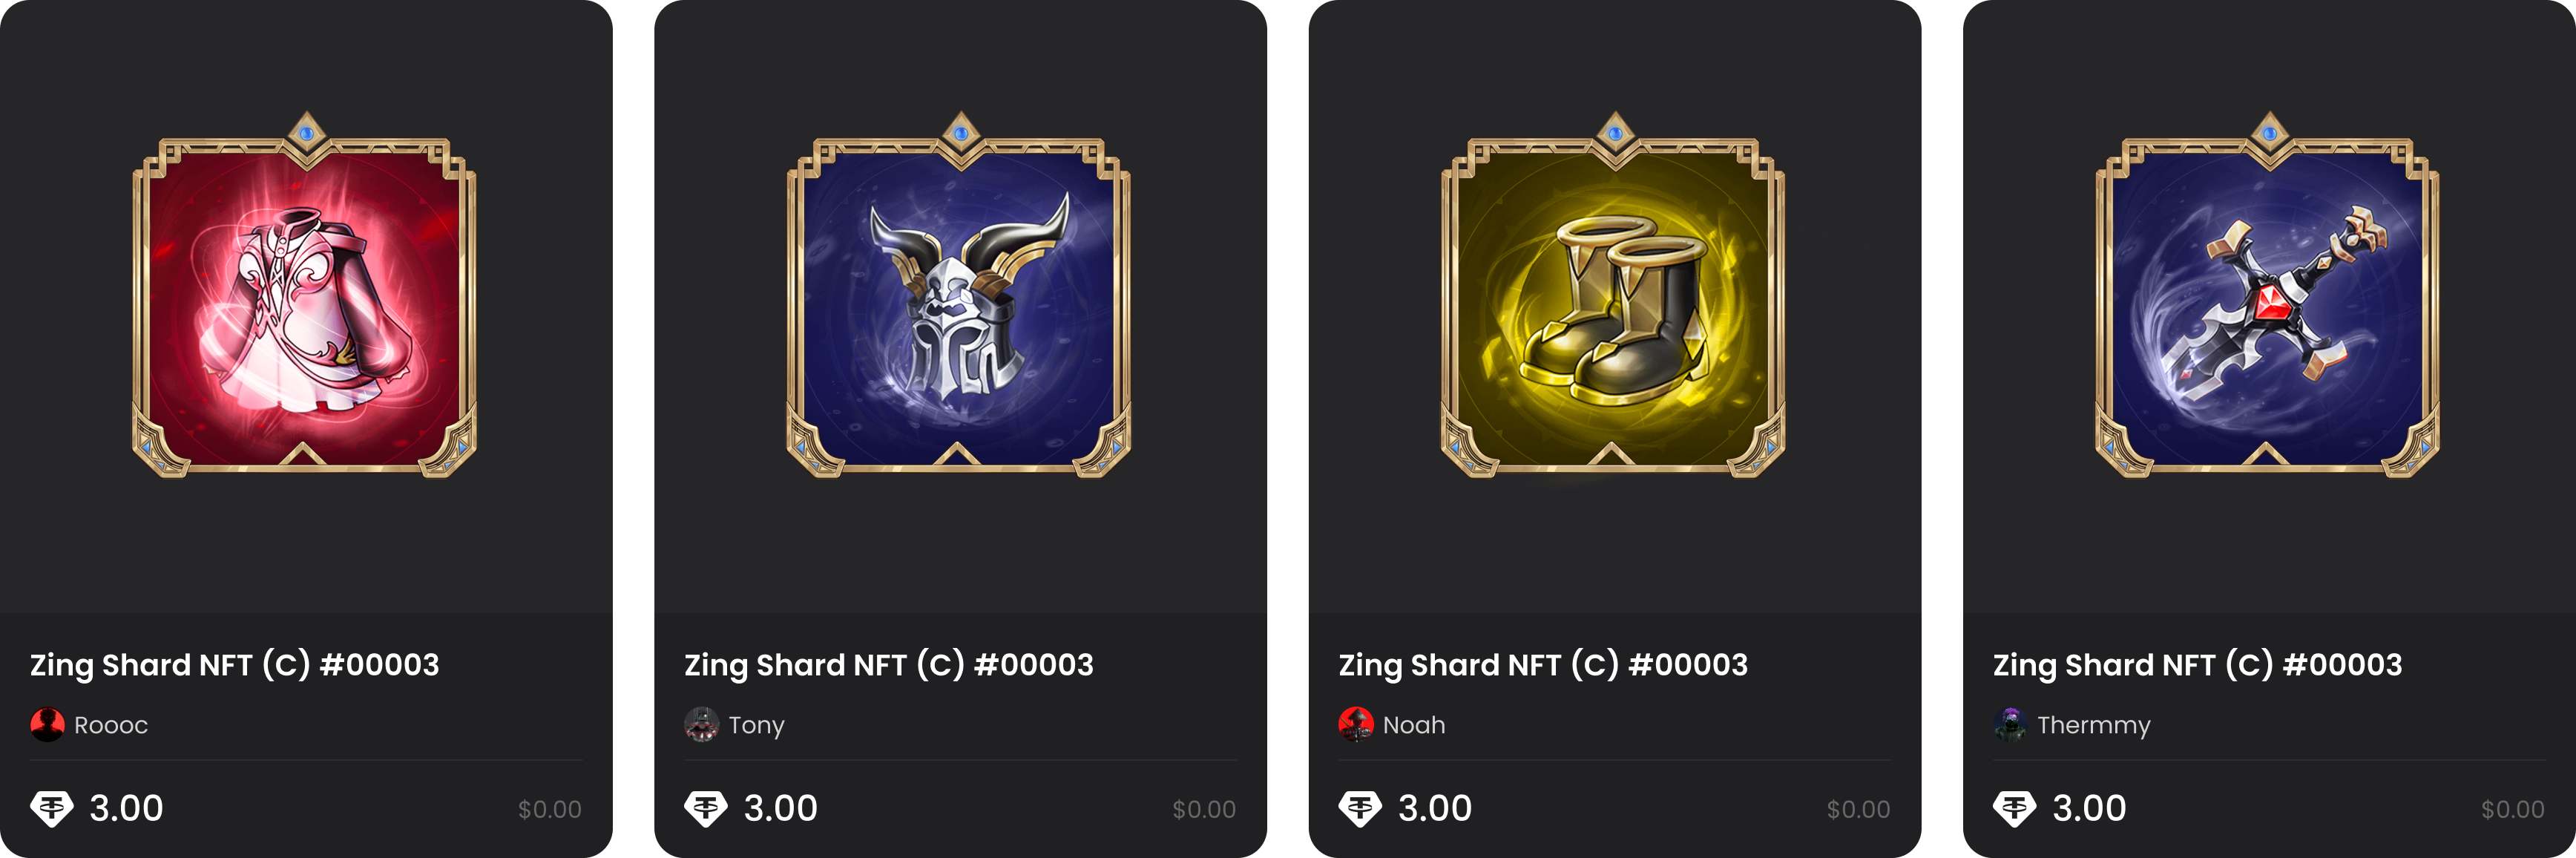 Zing Shard NFT (C) #00003
Roooc
3.00
$0.00
Zing Shard NFT (C) #00003
Tony
3.00
$0.00
Zing Shard NFT (C) #00003
Noah
3.00
$0.00
Zing Shard NFT (C) #00003
Thermmy
3.00
$0.00